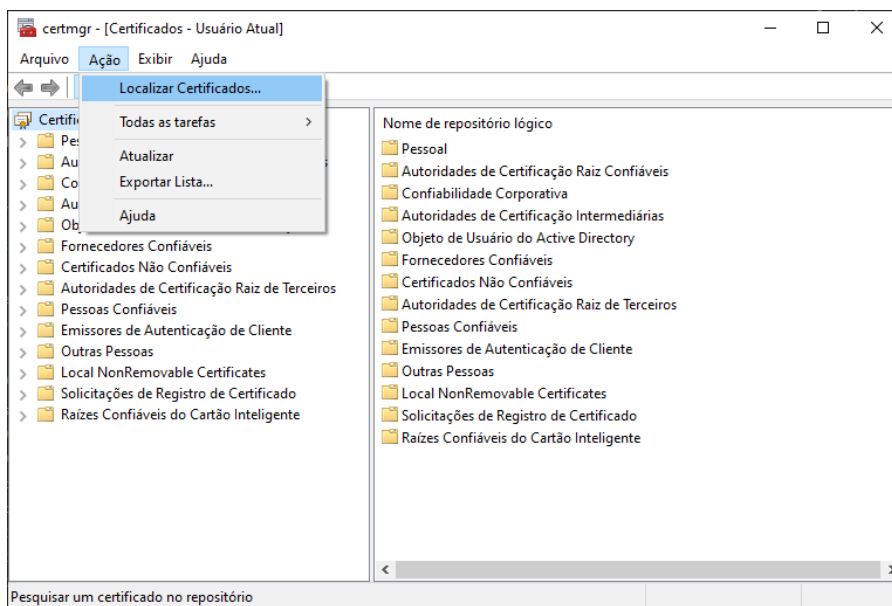 certmgr - [Certificados - Usuário Atual]
Arquivo Ação Exibir Ajuda
Localizar Certificados...
Todas as tarefas
Atualizar
Exportar Lista...
Ajuda
Fornecedores Confiáveis
Certificados Não Confiáveis
Autoridades de Certificação Raiz de Terceiros
Pessoas Confiáveis
Emissores de Autenticação de Cliente
Outras Pessoas
Local NonRemovable Certificates
Solicitações de Registro de Certificado
Raízes Confiáveis do Cartão Inteligente
Nome de repositório lógico
Pessoal
Autoridades de Certificação Raiz Confiáveis
Confiabilidade Corporativa
Autoridades de Certificação Intermediárias
Objeto de Usuário do Active Directory
Fornecedores Confiáveis
Certificados Não Confiáveis
Autoridades de Certificação Raiz de Terceiros
Pessoas Confiáveis
Emissores de Autenticação de Cliente
Outras Pessoas
Local NonRemovable Certificates
Solicitações de Registro de Certificado
Raízes Confiáveis do Cartão Inteligente
Pesquisar um certificado no repositório